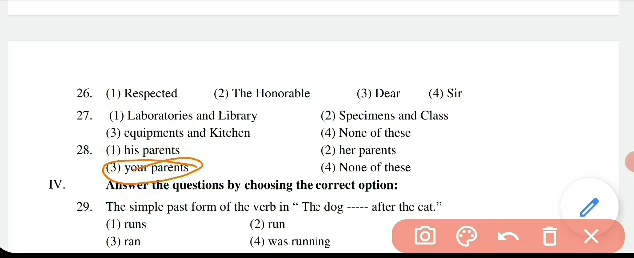 26. (1) Respected (2) The Honorable (3) Dear (4) Sir
27. (1) Laboratories and Library (2) Specimens and Class
(3) equipments and Kitchen (4) None of these
28. (1) his parents (2) her parents
(3) your parents (4) None of these
IV. Answer the questions by choosing the correct option:
29. The simple past form of the verb in “ The dog ----- after the cat.”
(1) runs (2) run
(3) ran (4) was running